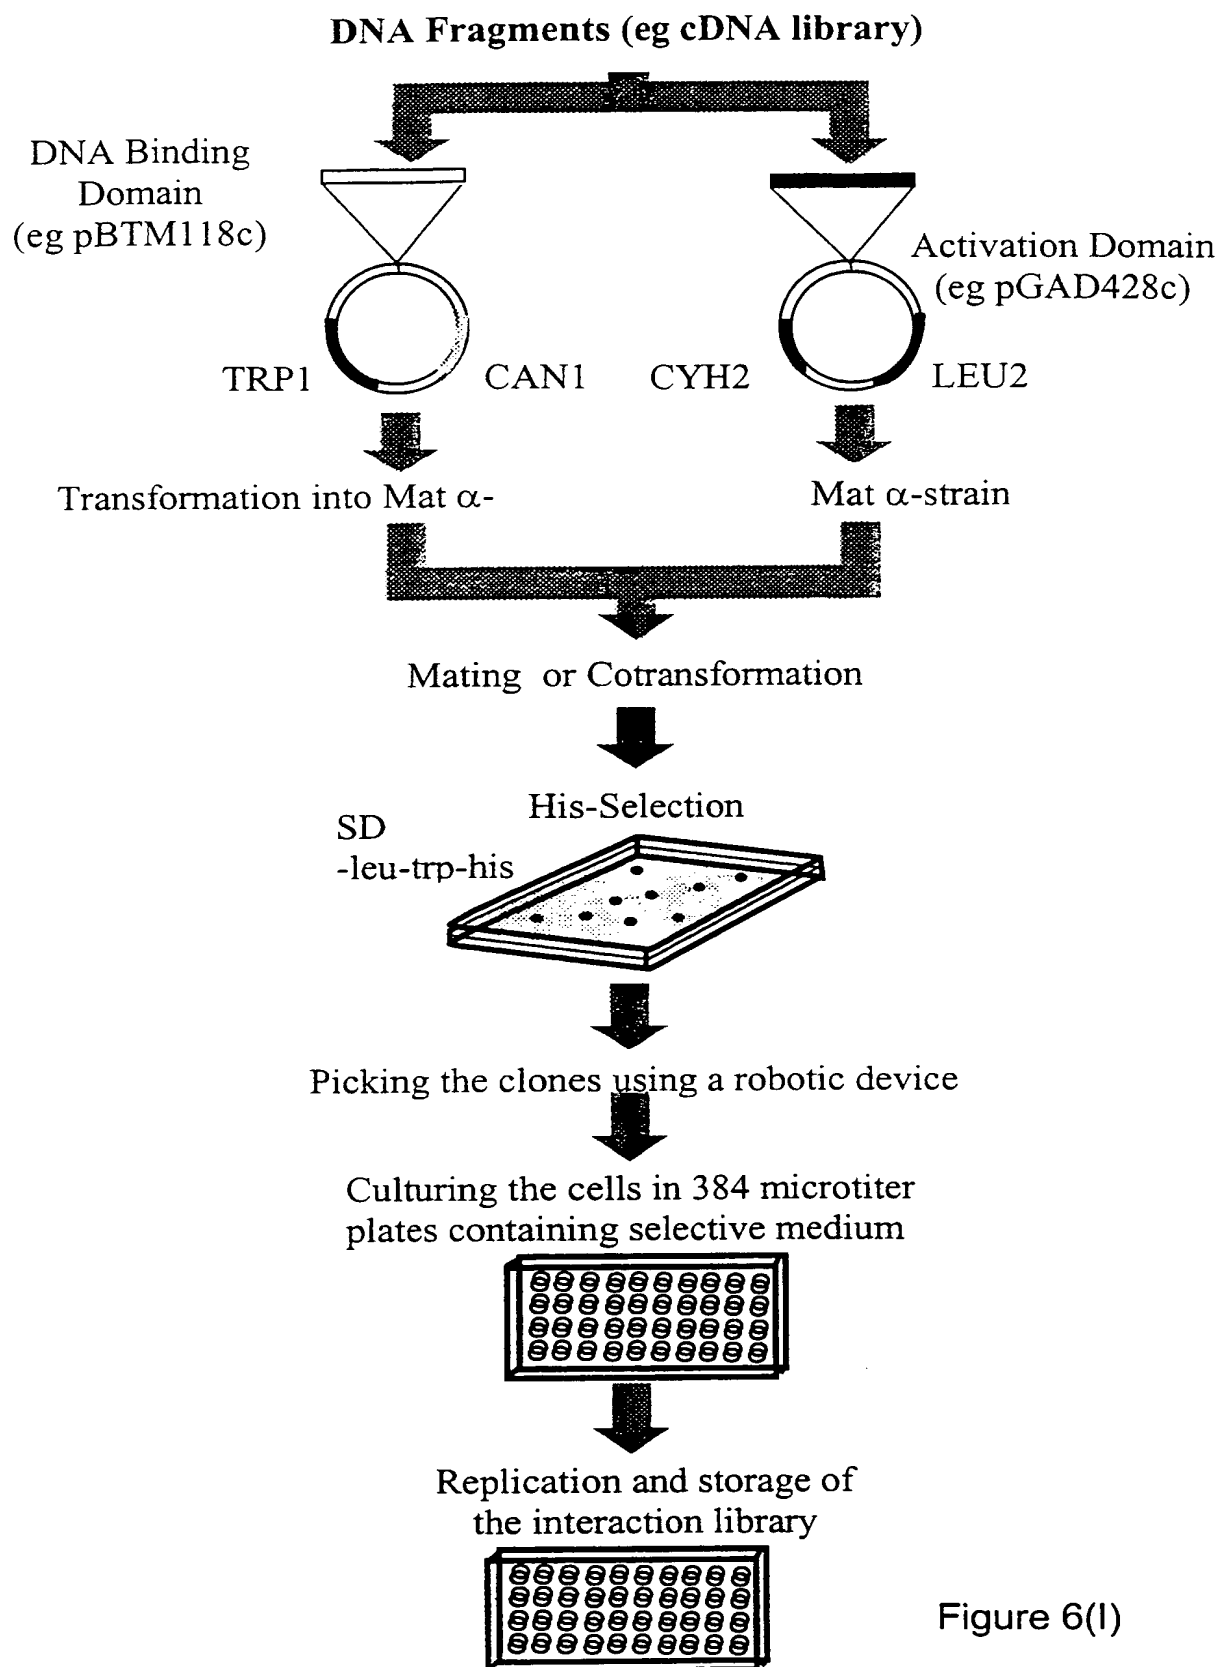 DNA Fragments (eg cDNA library)
DNA Binding
Domain
(eg pBTM118c)
Activation Domain
(eg pGAD428c)
TRP1
CAN1
CYH2
LEU2
Transformation into Mat α-
Mat α-strain
Mating or Cotransformation
His-Selection
SD
-leu-trp-his
Picking the clones using a robotic device
Culturing the cells in 384 microtiter
plates containing selective medium
Replication and storage of
the interaction library
Figure 6(I)